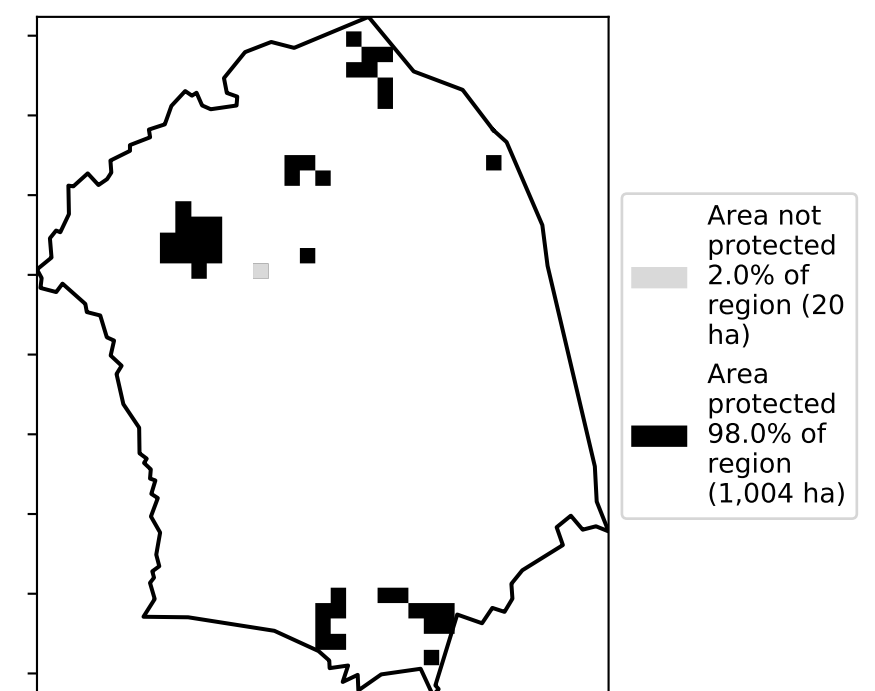 Area not
protected
2.0% of
region (20
ha)
Area
protected
98.0% of
region
(1,004 ha)